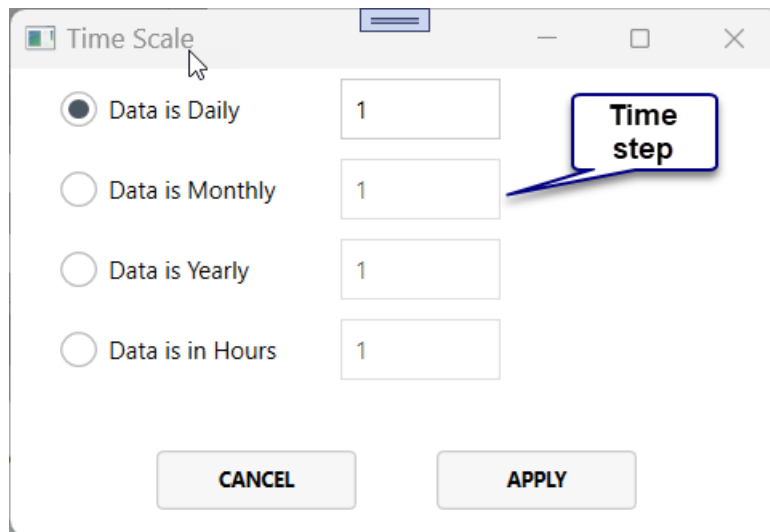 Time Scale
Data is Daily 1
Time
step
Data is Monthly 1
Data is Yearly 1
Data is in Hours 1
CANCEL APPLY